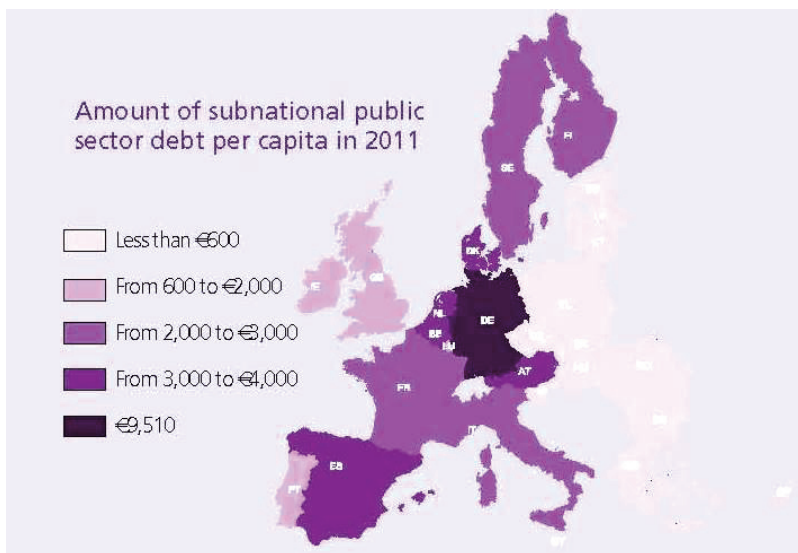 Amount of subnational public
sector debt per capita in 2011
Less than €600
From 600 to €2,000
From 2,000 to €3,000
From 3,000 to €4,000
€9,510
FI
SE
DK
IE
GB
NL
DE
BE
LU
AT
FR
IT
ES
PT